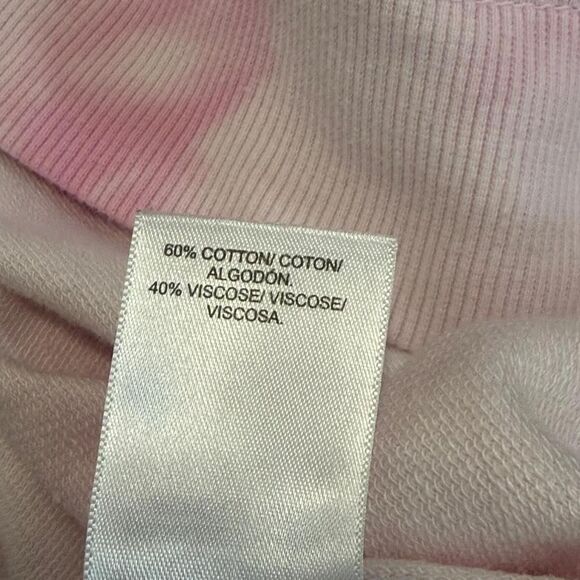 60% COTTON/ COTON/
ALGODÓN.
40% VISCOSE/ VISCOSE/
VISCOSA.